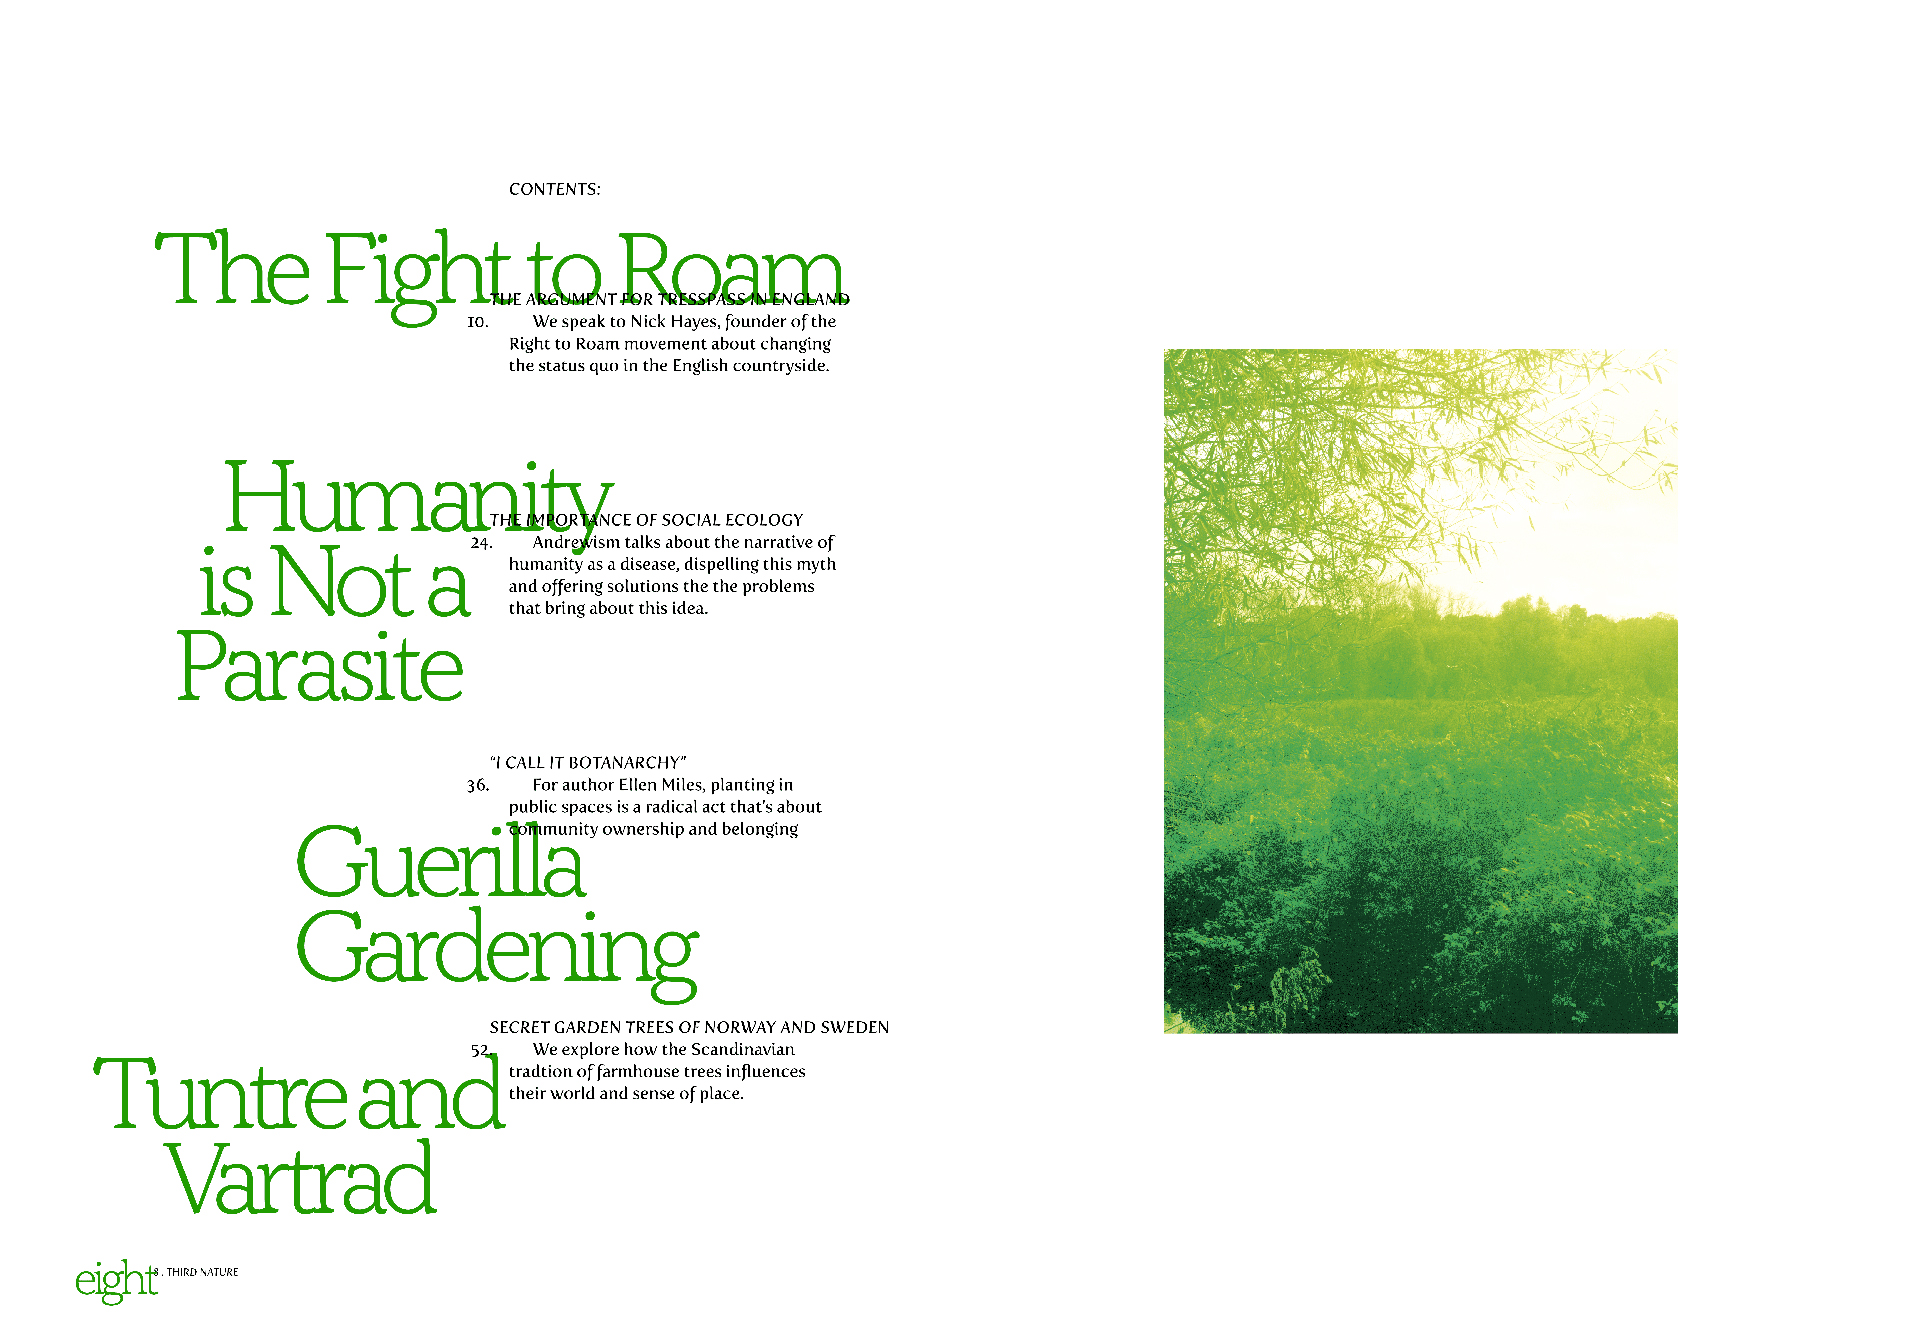 CONTENTS:
The Fight to Roam
THE ARGUMENT FOR TRESSPASS IN ENGLAND
10. We speak to Nick Hayes, founder of the
Right to Roam movement about changing
the status quo in the English countryside.
Humanity
is Not a
Parasite
THE IMPORTANCE OF SOCIAL ECOLOGY
24. Andrewism talks about the narrative of
humanity as a disease, dispelling this myth
and offering solutions the the problems
that bring about this idea.
"I CALL IT BOTANARCHY"
36. For author Ellen Miles, planting in
public spaces is a radical act that's about
community ownership and belonging
Guerilla
Gardening
SECRET GARDEN TREES OF NORWAY AND SWEDEN
52. We explore how the Scandinavian
tradtion of farmhouse trees influences
their world and sense of place.
Tuntre and
Vartrad
eight
8 . THIRD NATURE